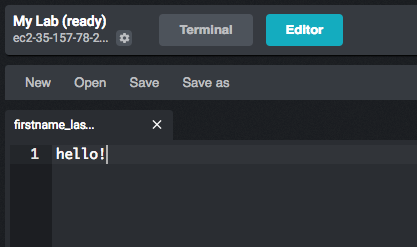 My Lab (ready)
ec2-35-157-78-2...
Terminal
Editor
New
Open
Save
Save as
firstname_las...
1
hello!